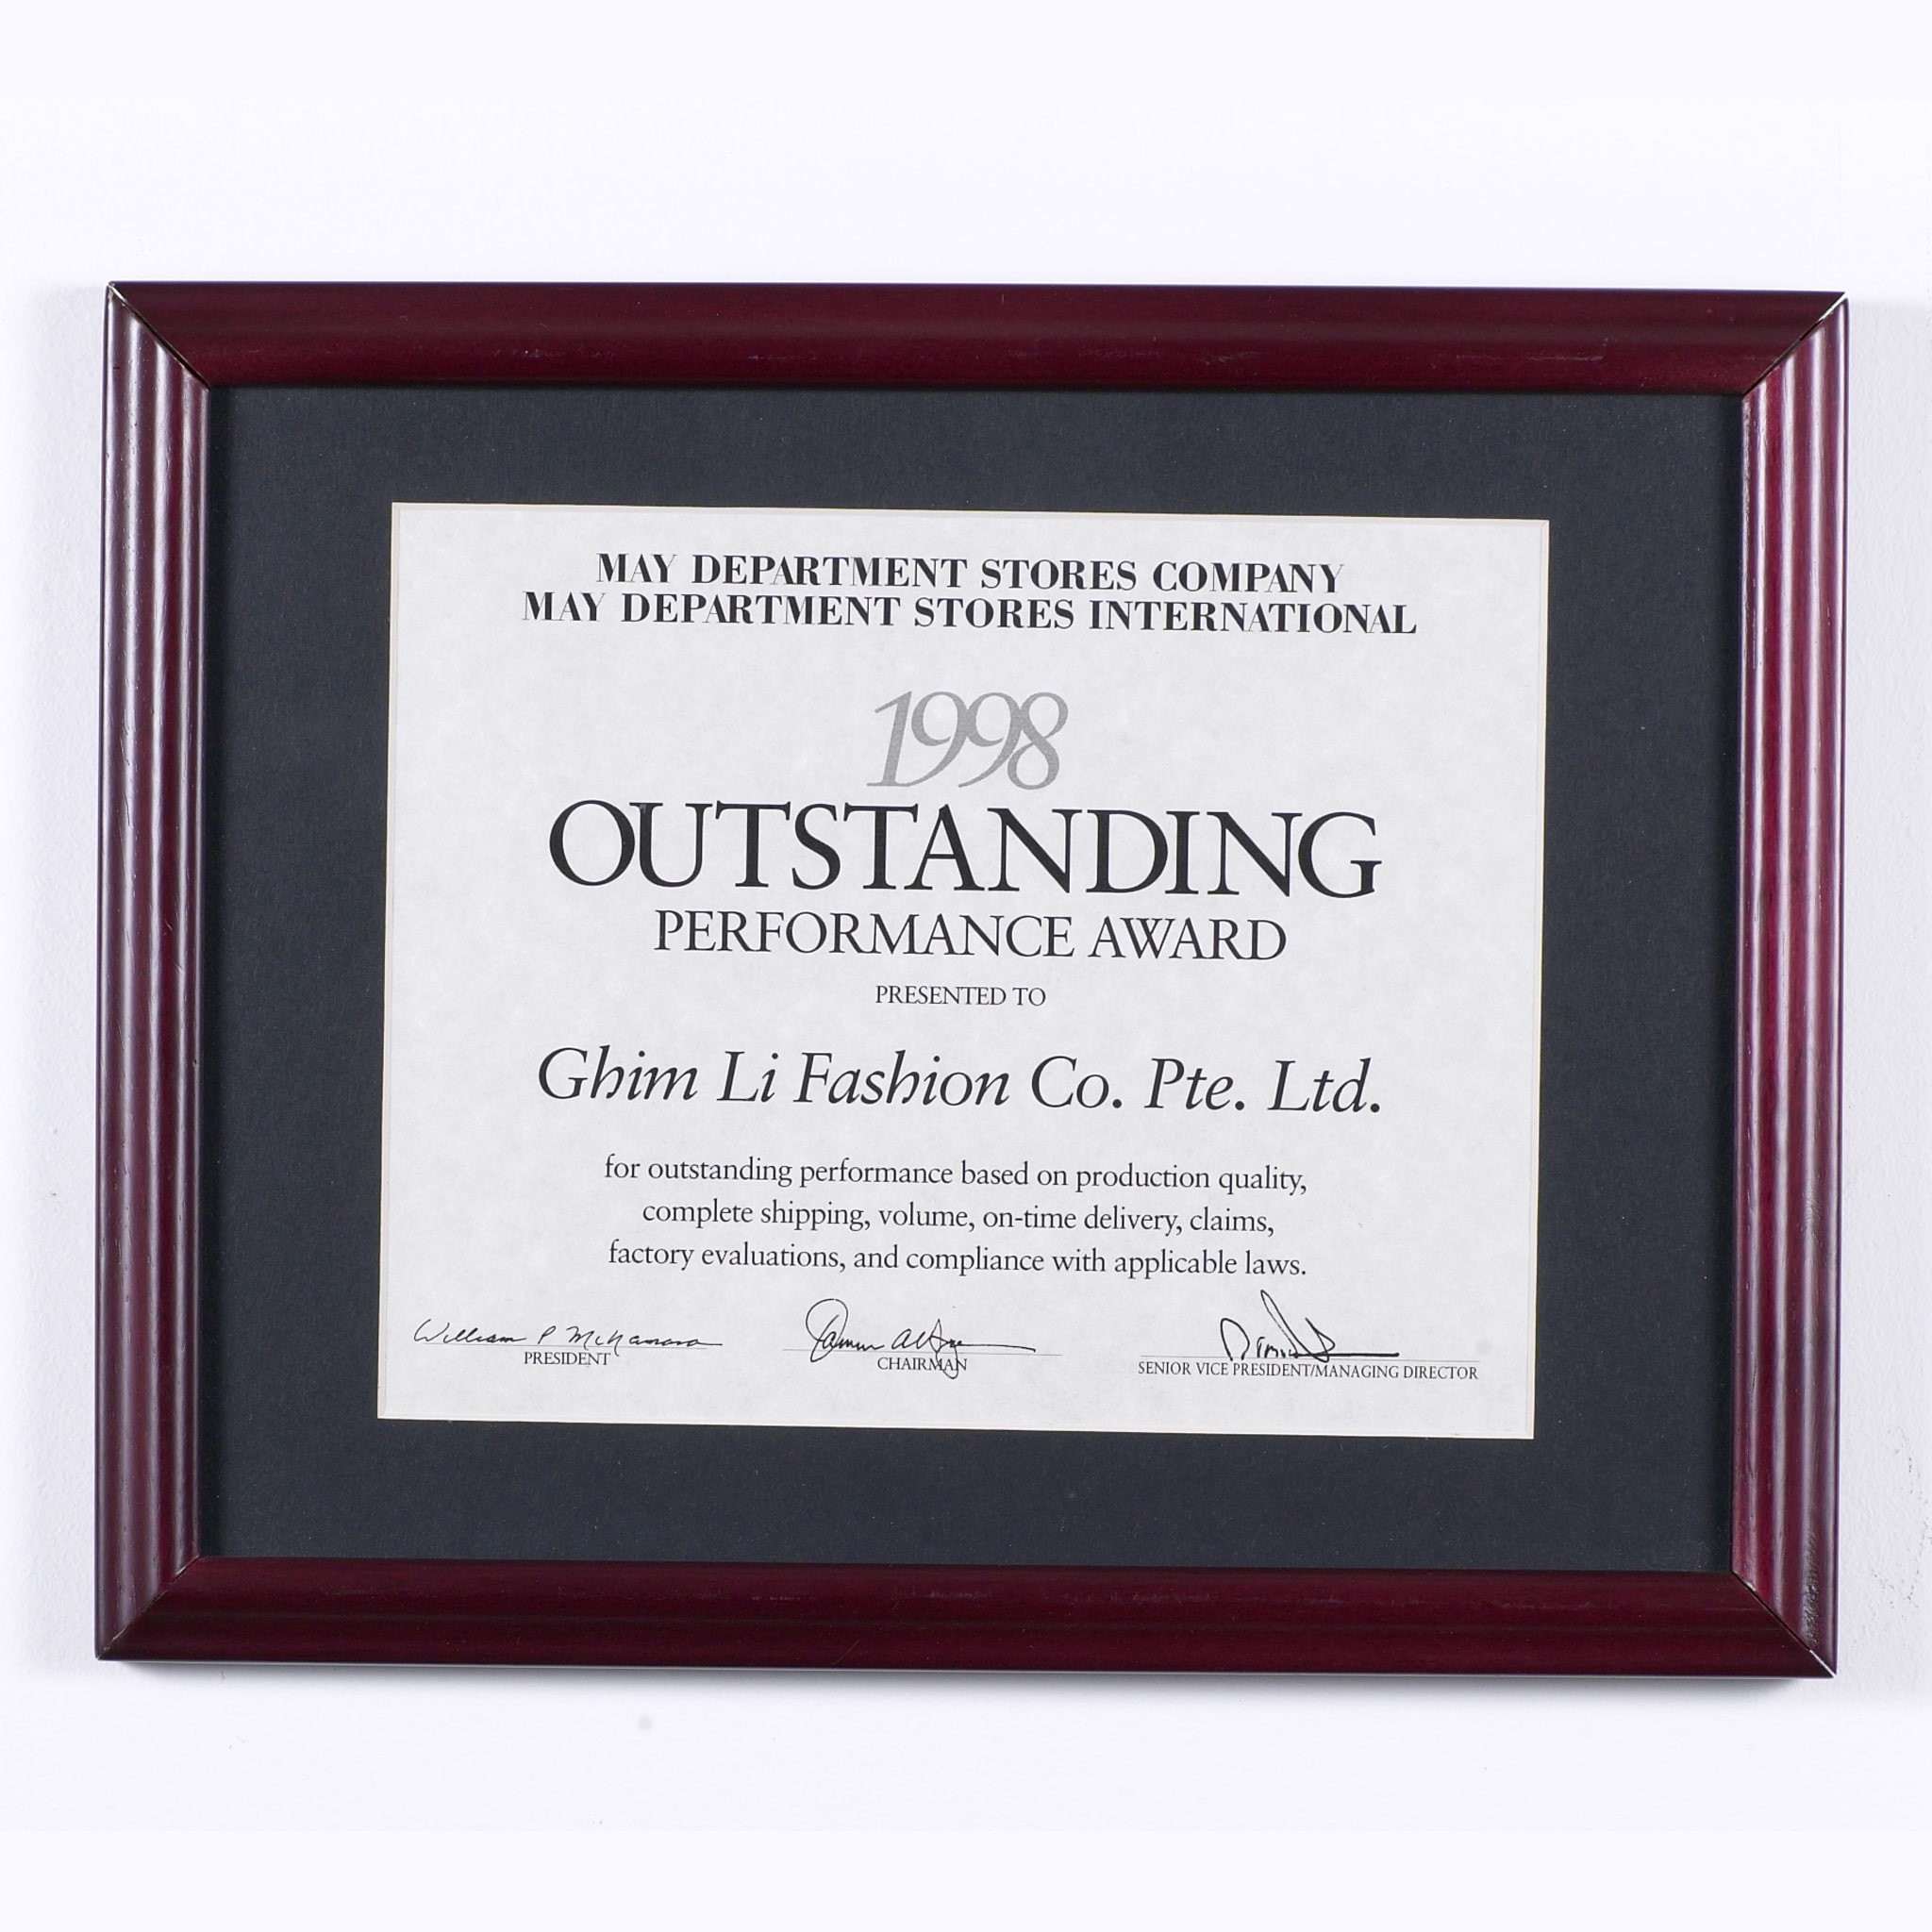 MAY DEPARTMENT STORES COMPANY
MAY DEPARTMENT STORES INTERNATIONAL
1998
OUTSTANDING
PERFORMANCE AWARD
PRESENTED TO
Ghim Li Fashion Co. Pte. Ltd.
for outstanding performance based on production quality,
complete shipping, volume, on-time delivery, claims,
factory evaluations, and compliance with applicable laws.
William P McNamara
PRESIDENT
CHAIRMAN
SENIOR VICE PRESIDENT/MANAGING DIRECTOR